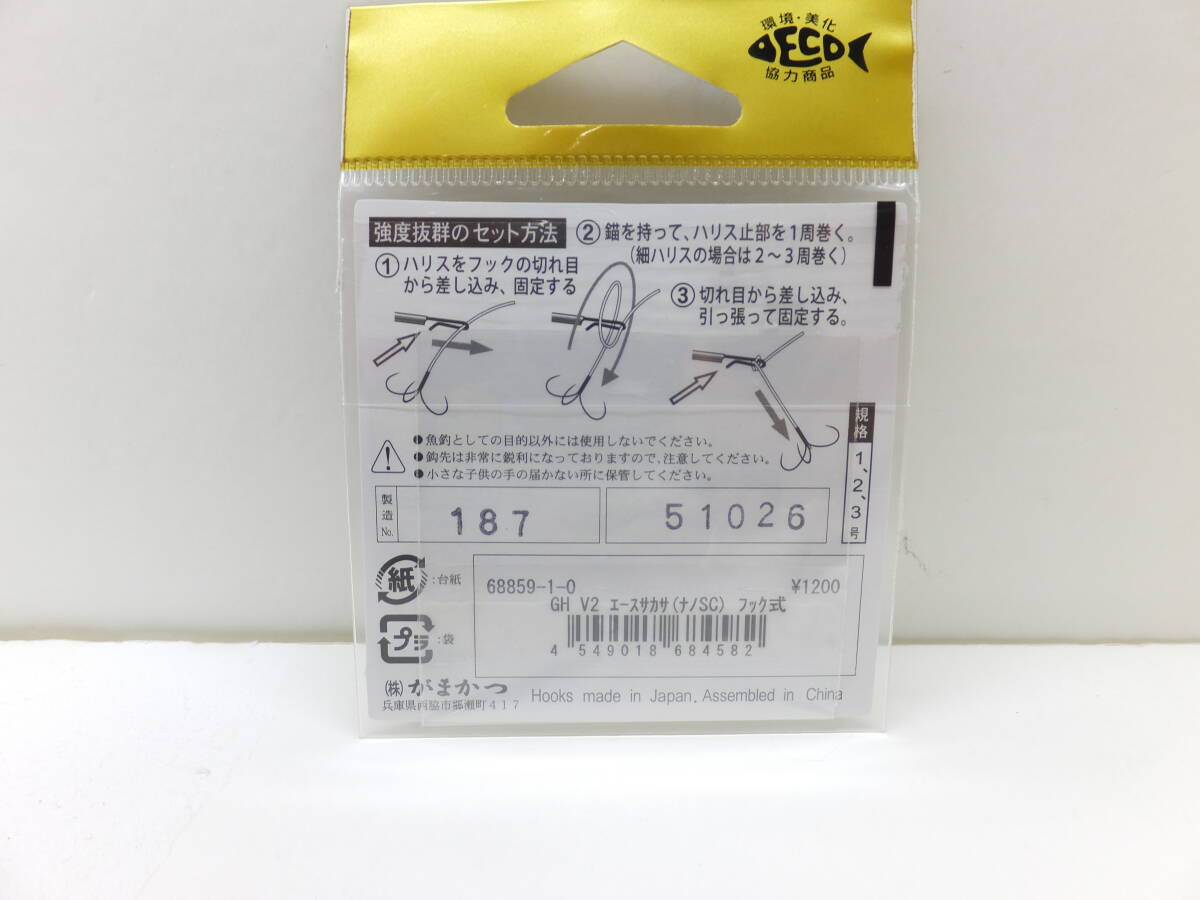 環境・美化
DECO
協力商品
強度抜群のセット方法
① ハリスをフックの切れ目
から差し込み、固定する
② 錨を持って、ハリス止部を1周巻く。
(細ハリスの場合は2〜3周巻く)
③ 切れ目から差し込み、
引っ張って固定する。
●魚釣としての目的以外には使用しないでください。
●鈎先は非常に鋭利になっておりますので、注意してください。
●小さな子供の手の届かない所に保管してください。
規格
1、2、3号
製造No.
187
51026
紙 :台紙
プラ :袋
68859-1-0 ¥1200
GH V2 エースサカサ(ナノSC) フック式
4 549018 684582
(株)がまかつ
兵庫県西脇市郷瀬町417
Hooks made in Japan, Assembled in China